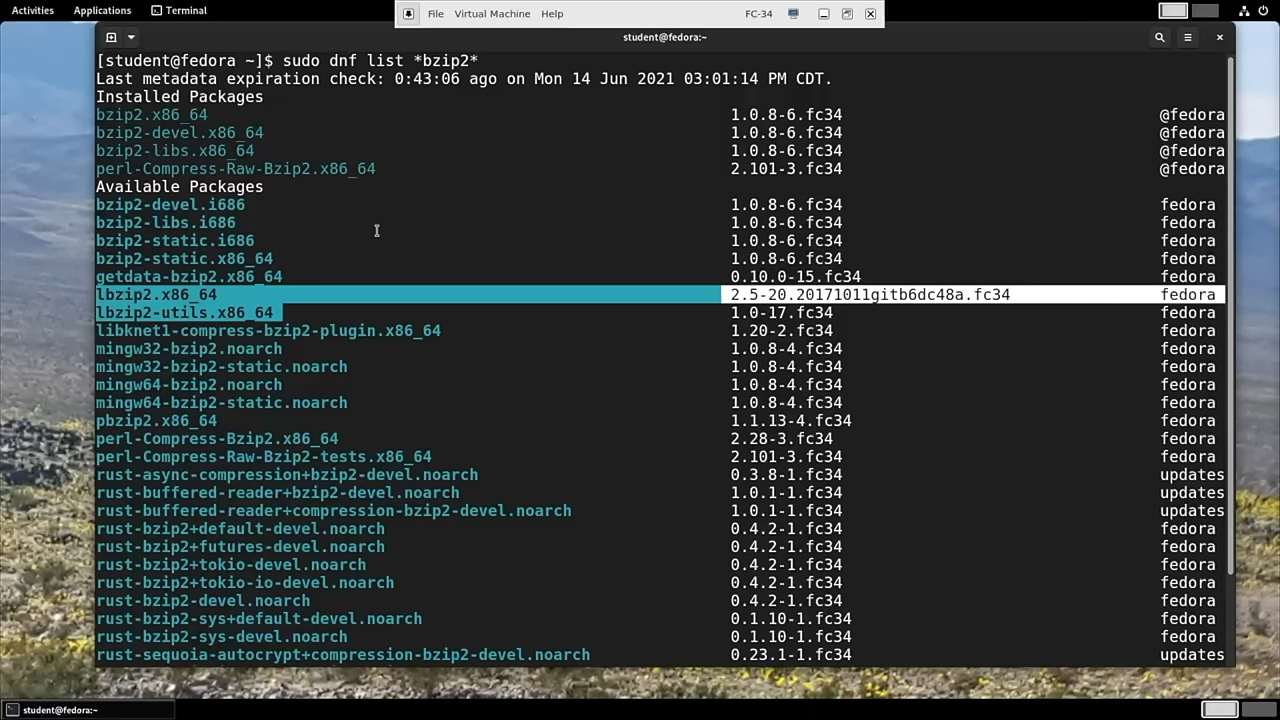 Activities Applications Terminal
File Virtual Machine Help FC-34
student@fedora:~
[student@fedora ~]$ sudo dnf list *bzip2*
Last metadata expiration check: 0:43:06 ago on Mon 14 Jun 2021 03:01:14 PM CDT.
Installed Packages
bzip2.x86_64 1.0.8-6.fc34 @fedora
bzip2-devel.x86_64 1.0.8-6.fc34 @fedora
bzip2-libs.x86_64 1.0.8-6.fc34 @fedora
perl-Compress-Raw-Bzip2.x86_64 2.101-3.fc34 @fedora
Available Packages
bzip2-devel.i686 1.0.8-6.fc34 fedora
bzip2-libs.i686 1.0.8-6.fc34 fedora
bzip2-static.i686 1.0.8-6.fc34 fedora
bzip2-static.x86_64 1.0.8-6.fc34 fedora
getdata-bzip2.x86_64 0.10.0-15.fc34 fedora
lbzip2.x86_64 2.5-20.20171011gitb6dc48a.fc34 fedora
lbzip2-utils.x86_64 1.0-17.fc34 fedora
libknet1-compress-bzip2-plugin.x86_64 1.20-2.fc34 fedora
mingw32-bzip2.noarch 1.0.8-4.fc34 fedora
mingw32-bzip2-static.noarch 1.0.8-4.fc34 fedora
mingw64-bzip2.noarch 1.0.8-4.fc34 fedora
mingw64-bzip2-static.noarch 1.0.8-4.fc34 fedora
pbzip2.x86_64 1.1.13-4.fc34 fedora
perl-Compress-Bzip2.x86_64 2.28-3.fc34 fedora
perl-Compress-Raw-Bzip2-tests.x86_64 2.101-3.fc34 fedora
rust-async-compression+bzip2-devel.noarch 0.3.8-1.fc34 updates
rust-buffered-reader+bzip2-devel.noarch 1.0.1-1.fc34 updates
rust-buffered-reader+compression-bzip2-devel.noarch 1.0.1-1.fc34 updates
rust-bzip2+default-devel.noarch 0.4.2-1.fc34 fedora
rust-bzip2+futures-devel.noarch 0.4.2-1.fc34 fedora
rust-bzip2+tokio-devel.noarch 0.4.2-1.fc34 fedora
rust-bzip2+tokio-io-devel.noarch 0.4.2-1.fc34 fedora
rust-bzip2-devel.noarch 0.4.2-1.fc34 fedora
rust-bzip2-sys+default-devel.noarch 0.1.10-1.fc34 fedora
rust-bzip2-sys-devel.noarch 0.1.10-1.fc34 fedora
rust-sequoia-autocrypt+compression-bzip2-devel.noarch 0.23.1-1.fc34 updates
student@fedora:~